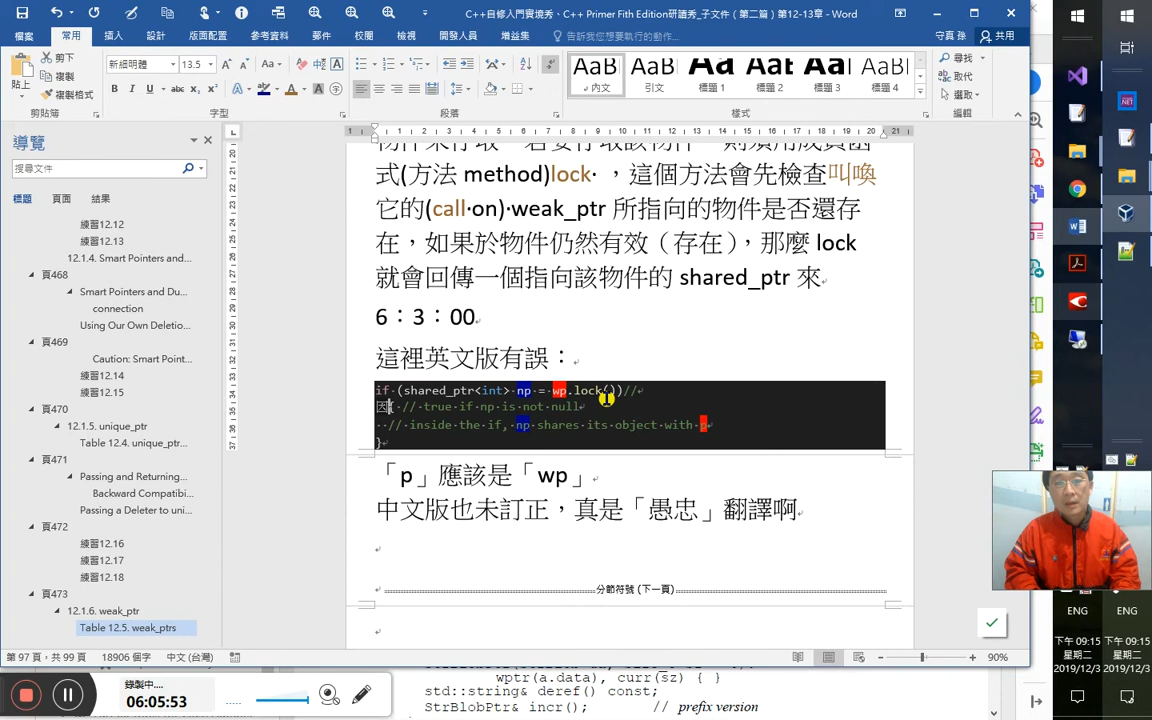 C++自修入門實境秀、C++ Primer Fith Edition研讀秀_子文件（第二篇）第12-13章 - Word
檔案 常用 插入 設計 版面配置 參考資料 郵件 校閱 檢視 開發人員 增益集 告訴我您想要執行的動作... 守真 孫 共用
貼上 剪下 複製 複製格式 剪貼簿
新細明體 13.5 字型 段落
AaB 內文 AaBb 引文 AaB 標題 1 AaBb 標題 2 AaB 標題 3 AaBb 標題 4 樣式
尋找 取代 選取 編輯
導覽
搜尋文件
標題 頁面 結果
練習12.12
練習12.13
12.1.4. Smart Pointers and...
頁468
Smart Pointers and Du...
connection
Using Our Own Deletio...
頁469
Caution: Smart Point...
練習12.14
練習12.15
頁470
12.1.5. unique_ptr
Table 12.4. unique_ptr...
頁471
Passing and Returning...
Backward Compatibi...
Passing a Deleter to uni...
頁472
練習12.16
練習12.17
練習12.18
頁473
12.1.6. weak_ptr
Table 12.5. weak_ptrs
式(方法 method)lock ，這個方法會先檢查叫喚
它的(call on) weak_ptr 所指向的物件是否還存
在，如果於物件仍然有效（存在），那麼 lock
就會回傳一個指向該物件的 shared_ptr 來
6：3：00
這裡英文版有誤：
if (shared_ptr<int> np = wp.lock())//
因{ // true if np is not null
// inside the if, np shares its object with p
}
「p」應該是「wp」
中文版也未訂正，真是「愚忠」翻譯啊
分節符號 (下一頁)
第 97 頁，共 99 頁 18906 個字 中文 (台灣) 90%
錄製中...
06:05:53
wptr(a.data), curr(sz) { }
std::string& deref() const;
StrBlobPtr& incr(); // prefix version
ENG ENG
下午 09:15 下午 09:15
星期二 星期二
2019/12/3 2019/12/3